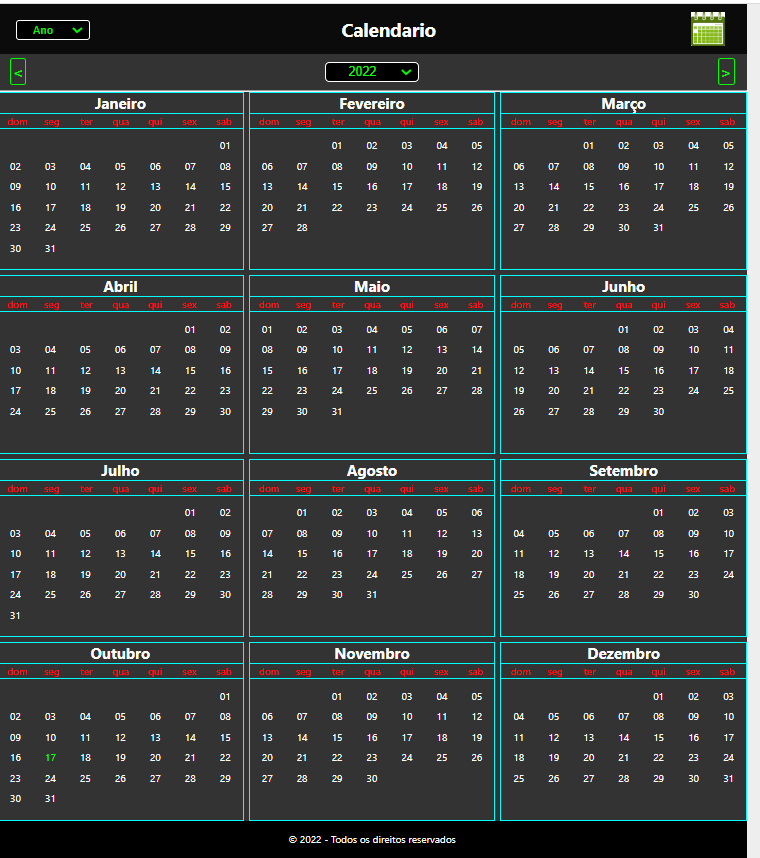 Ano Calendario
< 2022 >
Janeiro Fevereiro Março
dom seg ter qua qui sex sab dom seg ter qua qui sex sab dom seg ter qua qui sex sab
01 01 02 03 04 05 01 02 03 04 05
02 03 04 05 06 07 08 06 07 08 09 10 11 12 06 07 08 09 10 11 12
09 10 11 12 13 14 15 13 14 15 16 17 18 19 13 14 15 16 17 18 19
16 17 18 19 20 21 22 20 21 22 23 24 25 26 20 21 22 23 24 25 26
23 24 25 26 27 28 29 27 28 27 28 29 30 31
30 31
Abril Maio Junho
dom seg ter qua qui sex sab dom seg ter qua qui sex sab dom seg ter qua qui sex sab
01 02 01 02 03 04 05 06 07 01 02 03 04
03 04 05 06 07 08 09 08 09 10 11 12 13 14 05 06 07 08 09 10 11
10 11 12 13 14 15 16 15 16 17 18 19 20 21 12 13 14 15 16 17 18
17 18 19 20 21 22 23 22 23 24 25 26 27 28 19 20 21 22 23 24 25
24 25 26 27 28 29 30 29 30 31 26 27 28 29 30
Julho Agosto Setembro
dom seg ter qua qui sex sab dom seg ter qua qui sex sab dom seg ter qua qui sex sab
01 02 01 02 03 04 05 06 01 02 03
03 04 05 06 07 08 09 07 08 09 10 11 12 13 04 05 06 07 08 09 10
10 11 12 13 14 15 16 14 15 16 17 18 19 20 11 12 13 14 15 16 17
17 18 19 20 21 22 23 21 22 23 24 25 26 27 18 19 20 21 22 23 24
24 25 26 27 28 29 30 28 29 30 31 25 26 27 28 29 30
31
Outubro Novembro Dezembro
dom seg ter qua qui sex sab dom seg ter qua qui sex sab dom seg ter qua qui sex sab
01 01 02 03 04 05 01 02 03
02 03 04 05 06 07 08 06 07 08 09 10 11 12 04 05 06 07 08 09 10
09 10 11 12 13 14 15 13 14 15 16 17 18 19 11 12 13 14 15 16 17
16 17 18 19 20 21 22 20 21 22 23 24 25 26 18 19 20 21 22 23 24
23 24 25 26 27 28 29 27 28 29 30 25 26 27 28 29 30 31
30 31
© 2022 - Todos os direitos reservados